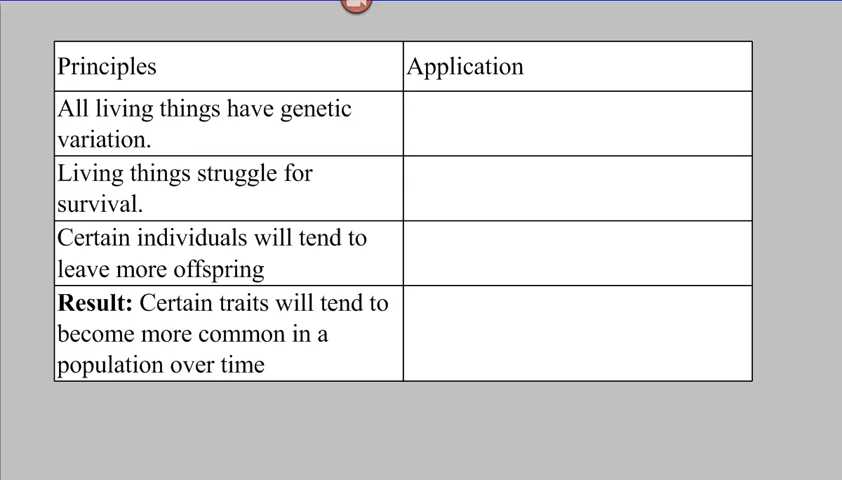 Principles
Application
All living things have genetic
variation.
Living things struggle for
survival.
Certain individuals will tend to
leave more offspring
Result: Certain traits will tend to
become more common in a
population over time